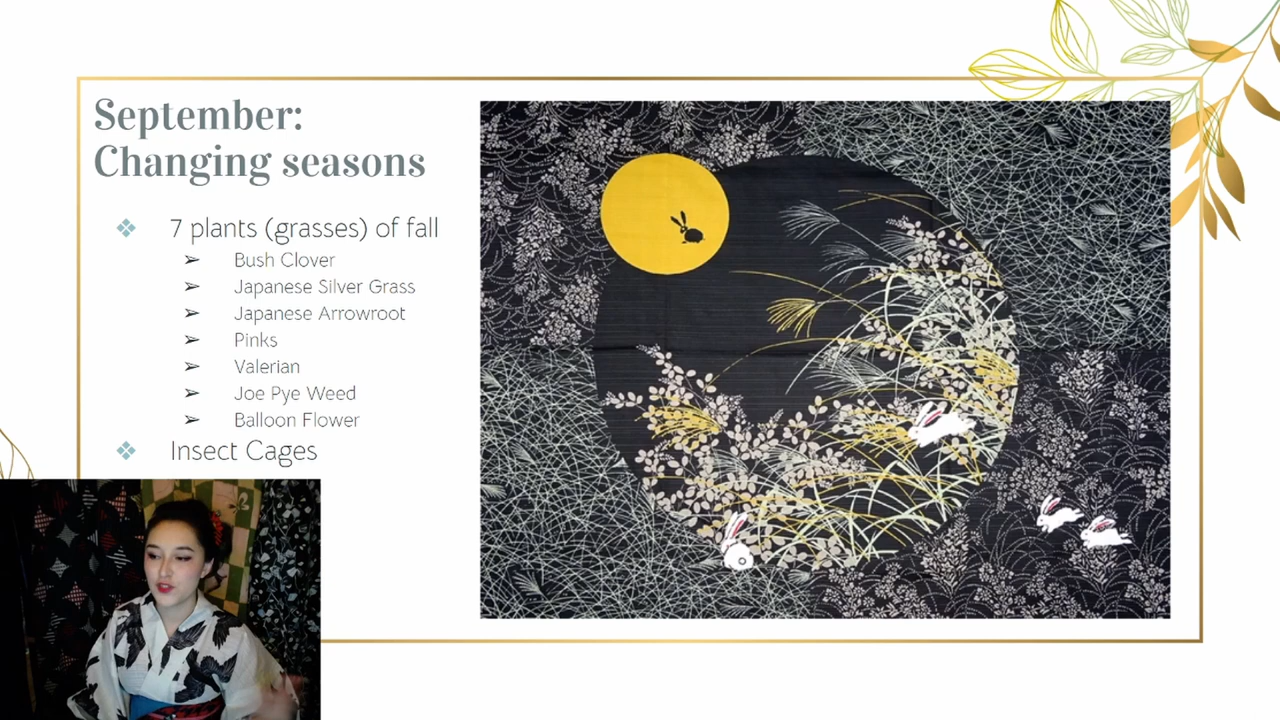 September:
Changing seasons
7 plants (grasses) of fall
Bush Clover
Japanese Silver Grass
Japanese Arrowroot
Pinks
Valerian
Joe Pye Weed
Balloon Flower
Insect Cages